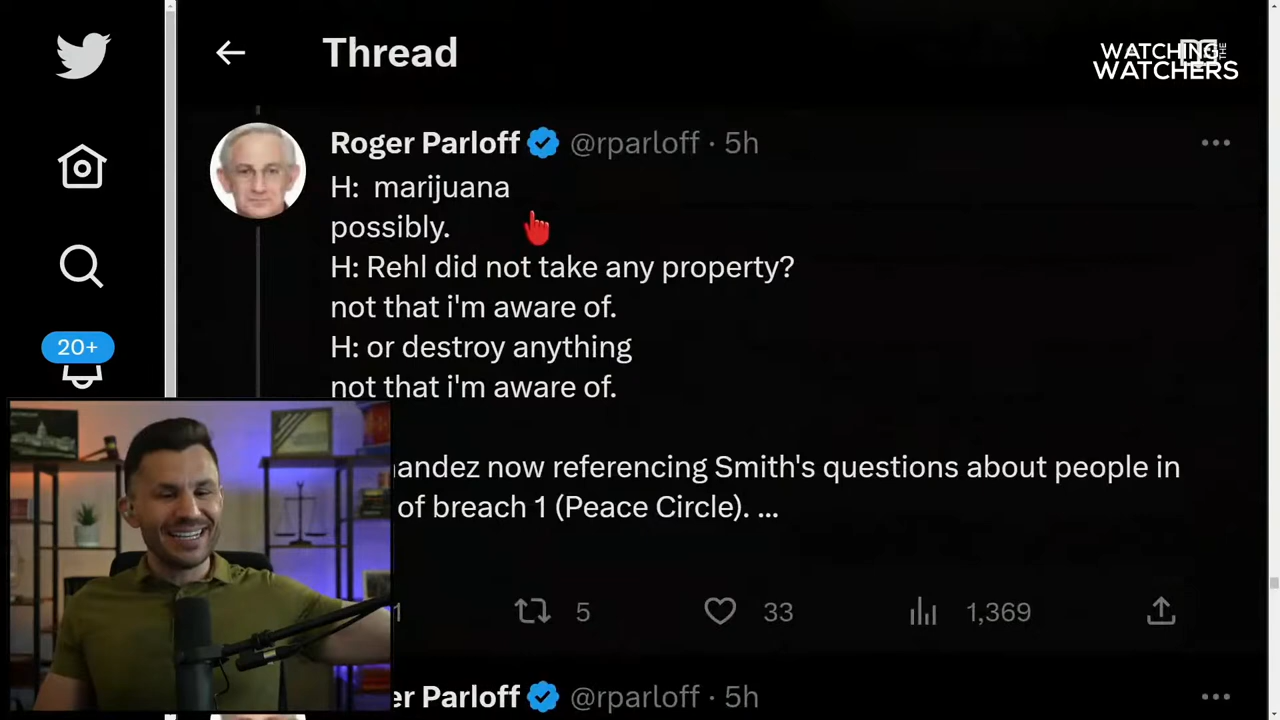 Thread
WATCHING THE
WATCHERS
Roger Parloff @rparloff · 5h
H:  marijuana
possibly.
H: Rehl did not take any property?
not that i'm aware of.
H: or destroy anything
not that i'm aware of.
20+
andez now referencing Smith's questions about people in
of breach 1 (Peace Circle). ...
1 5 33 1,369
er Parloff @rparloff · 5h